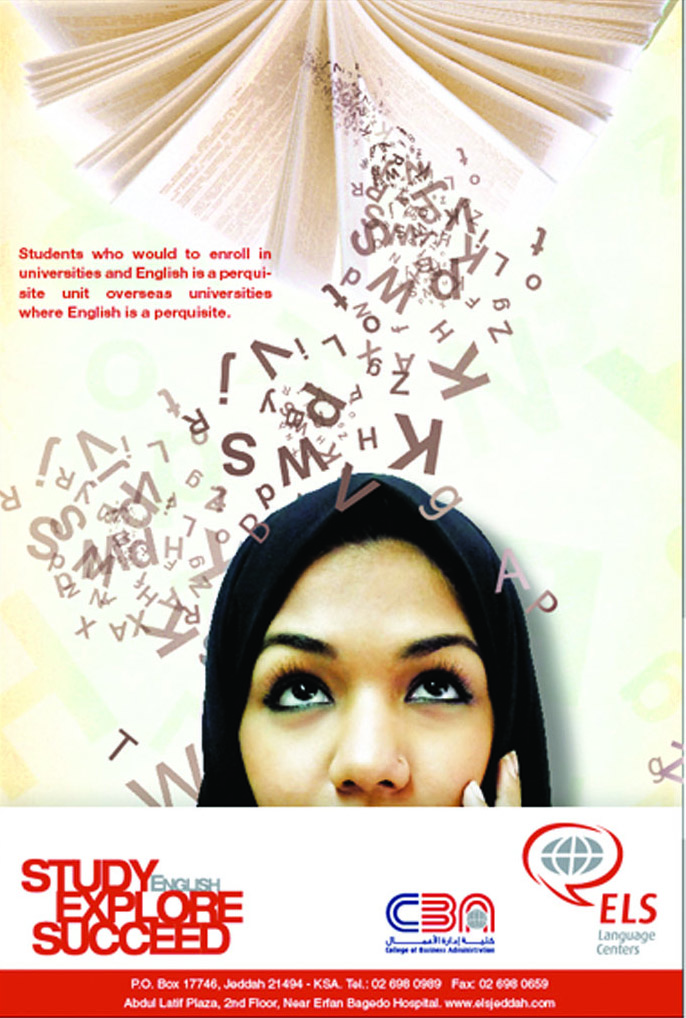 Students who would to enroll in
universities and English is a perqui-
site unit overseas universities
where English is a perquisite.
STUDY ENGLISH
EXPLORE
SUCCEED
CBA
كلية إدارة الأعمال
College of Business Administration
ELS
Language
Centers
P.O. Box 17746, Jeddah 21494 - KSA. Tel.: 02 698 0989 Fax: 02 698 0659
Abdul Latif Plaza, 2nd Floor, Near Erfan Bagedo Hospital. www.elsjeddah.com